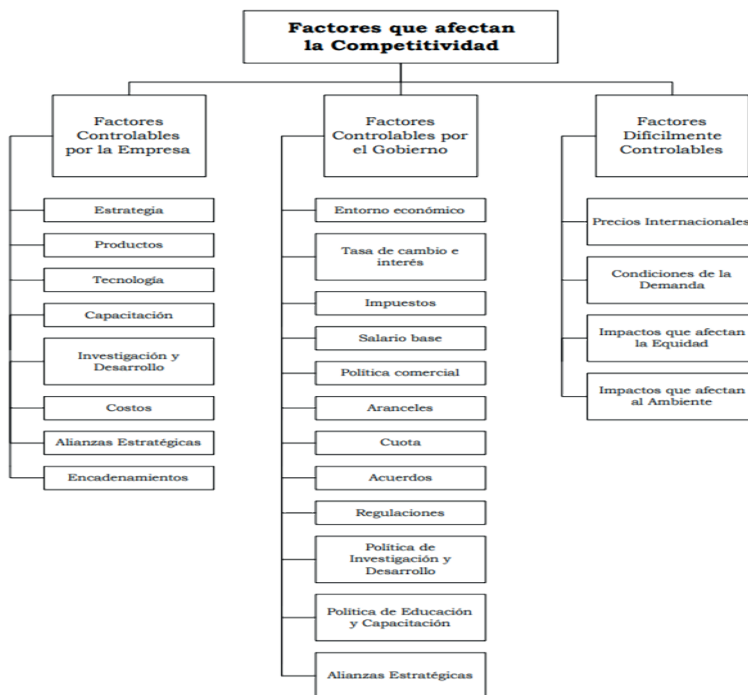 Factores que afectan
la Competitividad
Factores
Controlables
por la Empresa
Estrategia
Productos
Tecnología
Capacitación
Investigación y
Desarrollo
Costos
Alianzas Estratégicas
Encadenamientos
Factores
Controlables por
el Gobierno
Entorno económico
Tasa de cambio e
interés
Impuestos
Salario base
Política comercial
Aranceles
Cuota
Acuerdos
Regulaciones
Política de
Investigación y
Desarrollo
Política de Educación
y Capacitación
Alianzas Estratégicas
Factores
Dificilmente
Controlables
Precios Internacionales
Condiciones de la
Demanda
Impactos que afectan
la Equidad
Impactos que afectan
al Ambiente